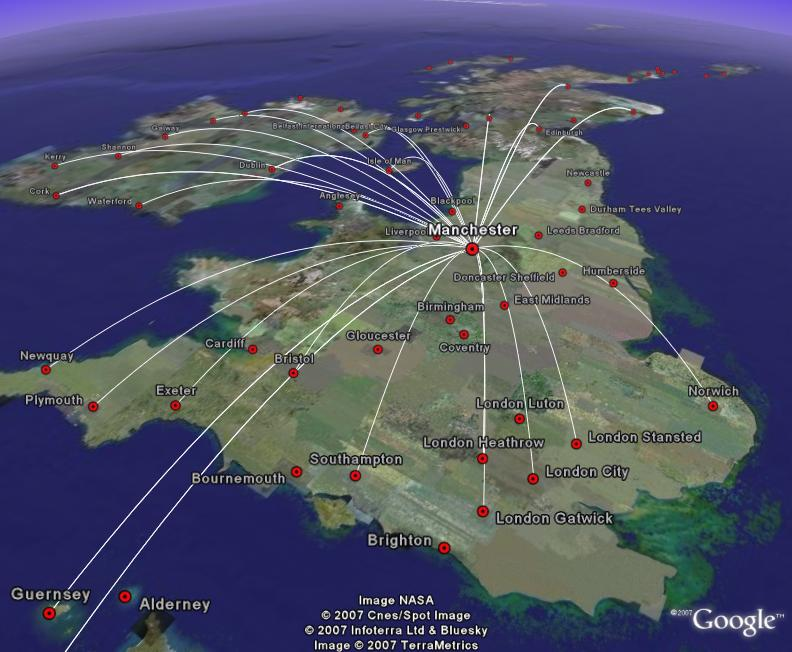 Galway
Belfast International
Belfast City
Glasgow Prestwick
Edinburgh
Shannon
Kerry
Dublin
Isle of Man
Newcastle
Cork
Waterford
Anglesey
Blackpool
Durham Tees Valley
Liverpool
Manchester
Leeds Bradford
Doncaster Sheffield
Humberside
Birmingham
East Midlands
Cardiff
Gloucester
Coventry
Newquay
Bristol
Plymouth
Exeter
Norwich
London Luton
London Heathrow
London Stansted
Southampton
Bournemouth
London City
London Gatwick
Brighton
Guernsey
Alderney
Image NASA
© 2007 Cnes/Spot Image
© 2007 Infoterra Ltd & Bluesky
Image © 2007 TerraMetrics
©2007 Google™